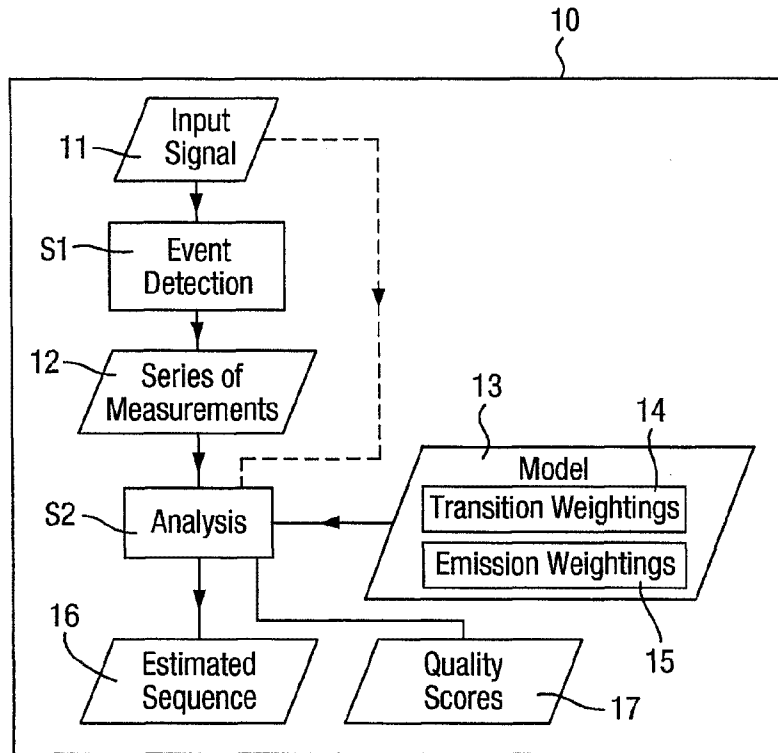 10
Input
Signal
11
S1
Event
Detection
12
Series of
Measurements
13
14
Model
Transition Weightings
S2
Analysis
Emission Weightings
15
16
Estimated
Sequence
Quality
Scores
17